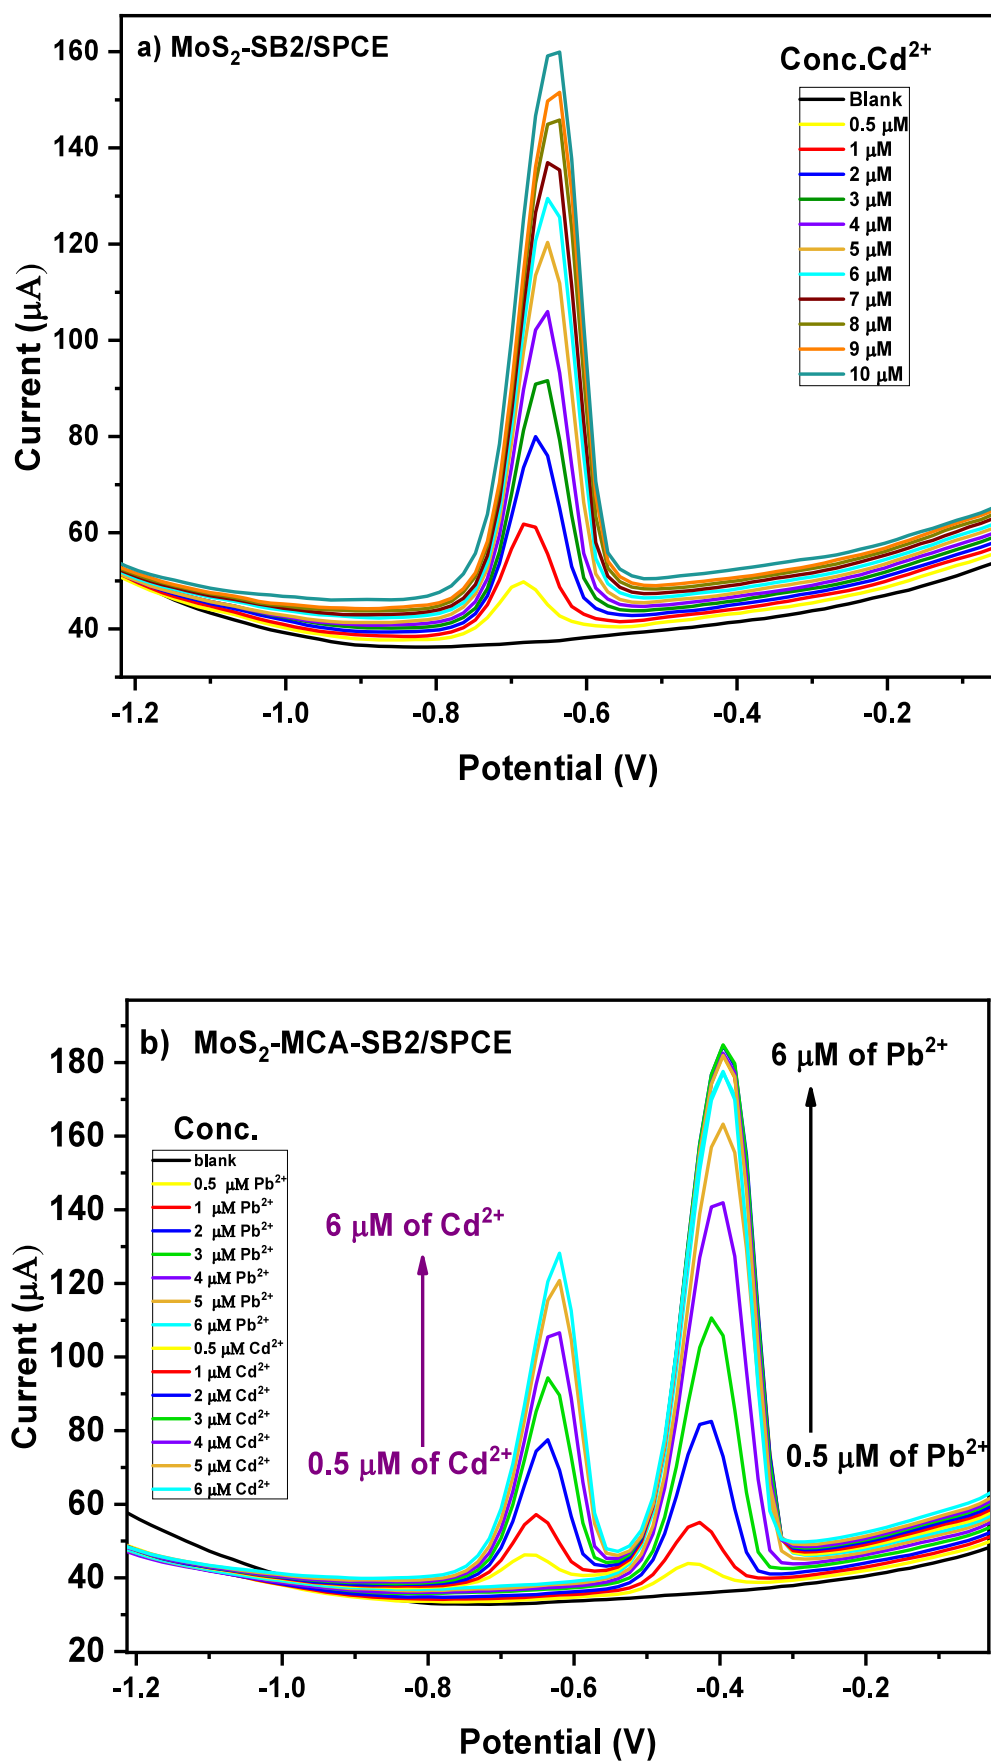 a) MoS₂-SB2/SPCE
Conc.Cd²⁺
Blank
0.5 μM
1 μM
2 μM
3 μM
4 μM
5 μM
6 μM
7 μM
8 μM
9 μM
10 μM
160
140
120
100
80
60
40
Current (μA)
-1.2 -1.0 -0.8 -0.6 -0.4 -0.2
Potential (V)
b) MoS₂-MCA-SB2/SPCE
6 μM of Pb²⁺
Conc.
blank
0.5 μM Pb²⁺
1 μM Pb²⁺
2 μM Pb²⁺
3 μM Pb²⁺
4 μM Pb²⁺
5 μM Pb²⁺
6 μM Pb²⁺
0.5 μM Cd²⁺
1 μM Cd²⁺
2 μM Cd²⁺
3 μM Cd²⁺
4 μM Cd²⁺
5 μM Cd²⁺
6 μM Cd²⁺
6 μM of Cd²⁺
0.5 μM of Cd²⁺
0.5 μM of Pb²⁺
180
160
140
120
100
80
60
40
20
Current (μA)
-1.2 -1.0 -0.8 -0.6 -0.4 -0.2
Potential (V)